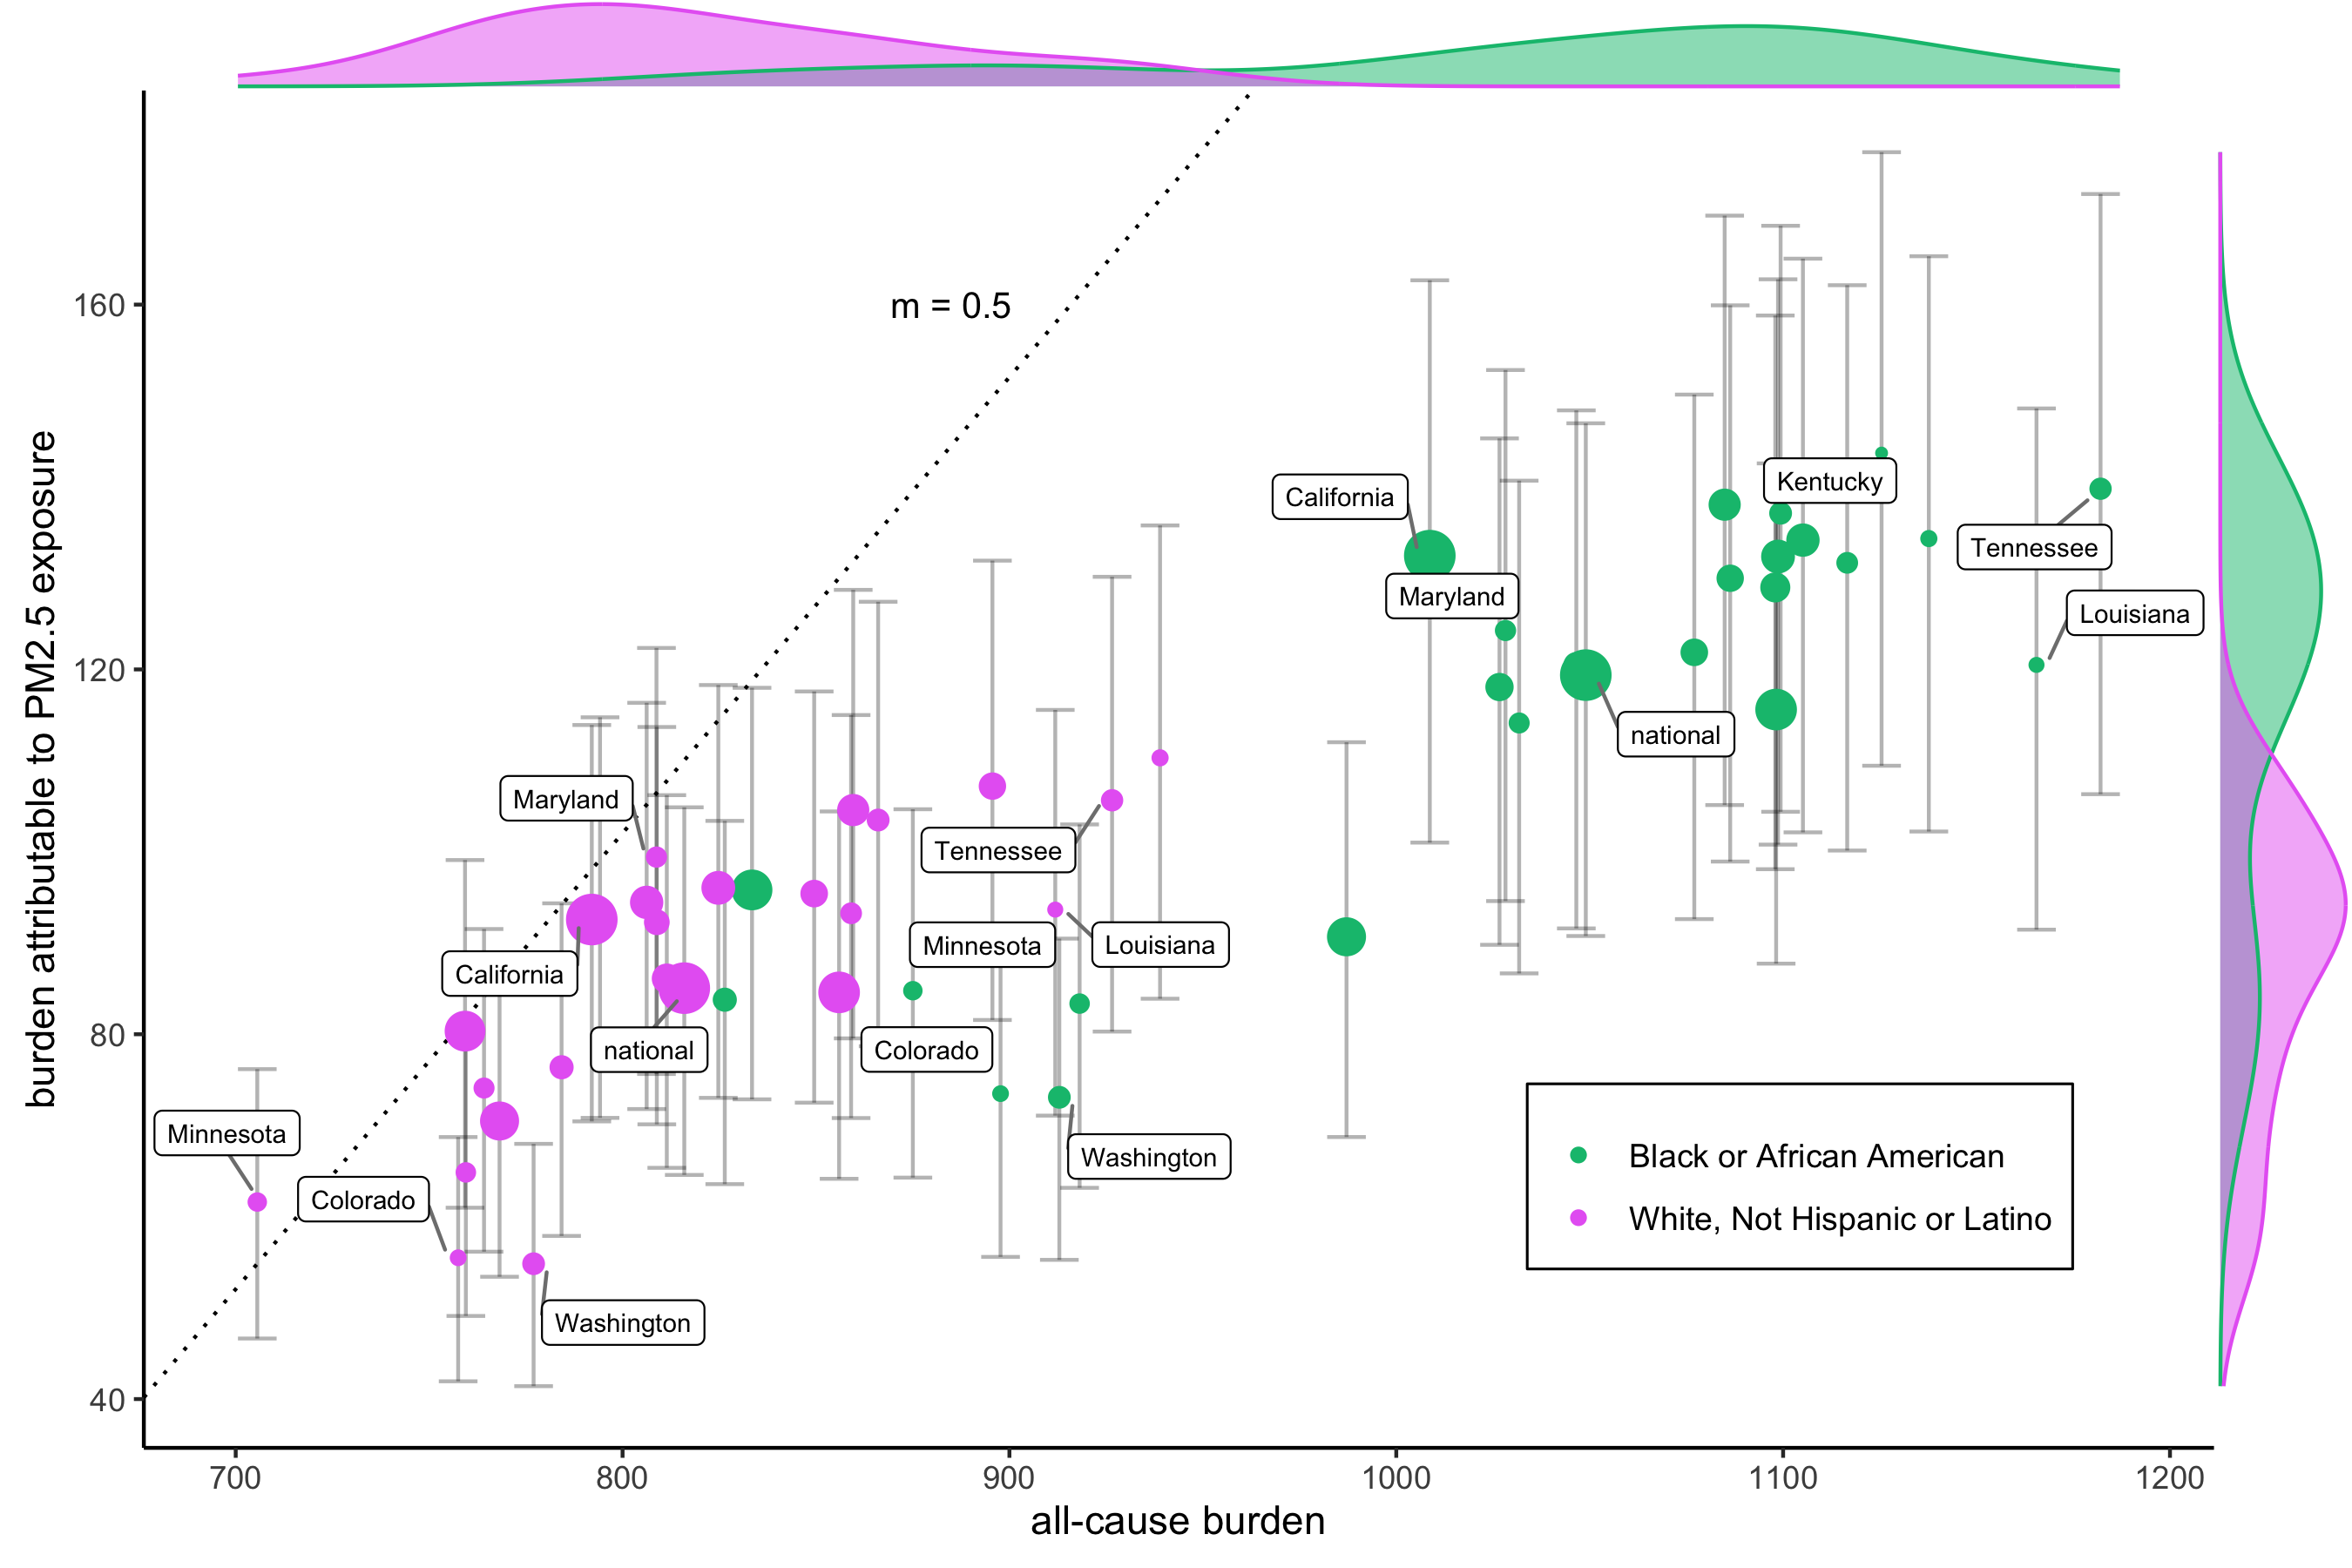 m = 0.5
160
120
80
40
burden attributable to PM2.5 exposure
Kentucky
California
Tennessee
Maryland
Louisiana
national
Maryland
Tennessee
Minnesota
Louisiana
California
national
Colorado
Minnesota
Washington
Colorado
Washington
Black or African American
White, Not Hispanic or Latino
700
800
900
1000
1100
1200
all-cause burden